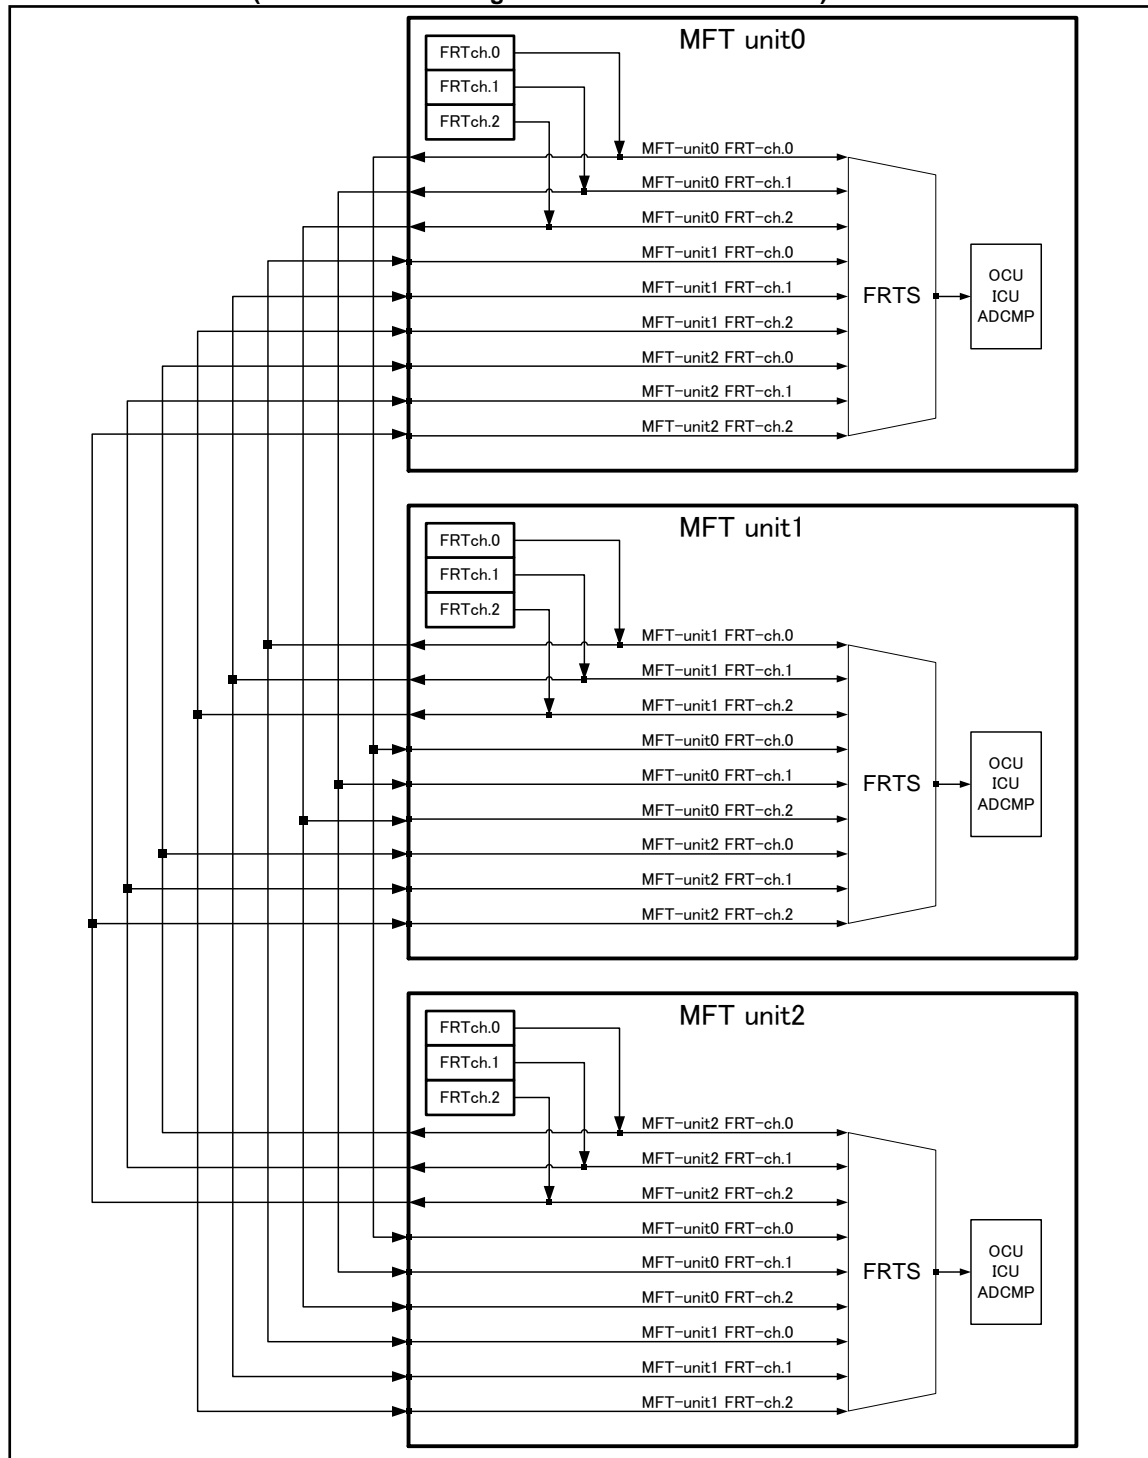 MFT unit0
FRTch.0
FRTch.1
FRTch.2
MFT-unit0 FRT-ch.0
MFT-unit0 FRT-ch.1
MFT-unit0 FRT-ch.2
MFT-unit1 FRT-ch.0
MFT-unit1 FRT-ch.1
MFT-unit1 FRT-ch.2
MFT-unit2 FRT-ch.0
MFT-unit2 FRT-ch.1
MFT-unit2 FRT-ch.2
FRTS
OCU
ICU
ADCMP
MFT unit1
FRTch.0
FRTch.1
FRTch.2
MFT-unit1 FRT-ch.0
MFT-unit1 FRT-ch.1
MFT-unit1 FRT-ch.2
MFT-unit0 FRT-ch.0
MFT-unit0 FRT-ch.1
MFT-unit0 FRT-ch.2
MFT-unit2 FRT-ch.0
MFT-unit2 FRT-ch.1
MFT-unit2 FRT-ch.2
FRTS
OCU
ICU
ADCMP
MFT unit2
FRTch.0
FRTch.1
FRTch.2
MFT-unit2 FRT-ch.0
MFT-unit2 FRT-ch.1
MFT-unit2 FRT-ch.2
MFT-unit0 FRT-ch.0
MFT-unit0 FRT-ch.1
MFT-unit0 FRT-ch.2
MFT-unit1 FRT-ch.0
MFT-unit1 FRT-ch.1
MFT-unit1 FRT-ch.2
FRTS
OCU
ICU
ADCMP